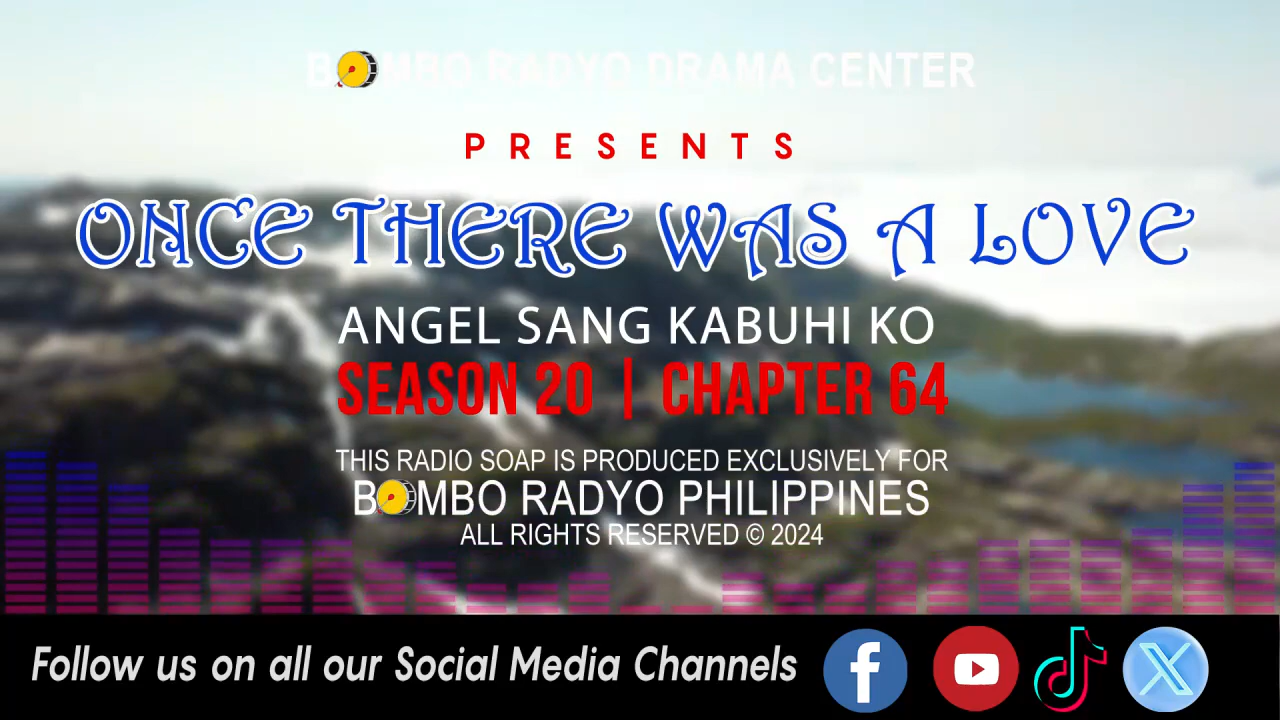 BOMBO RADYO DRAMA CENTER
PRESENTS
ONCE THERE WAS A LOVE
ANGEL SANG KABUHI KO
SEASON 20 | CHAPTER 64
THIS RADIO SOAP IS PRODUCED EXCLUSIVELY FOR
BOMBO RADYO PHILIPPINES
ALL RIGHTS RESERVED © 2024
Follow us on all our Social Media Channels